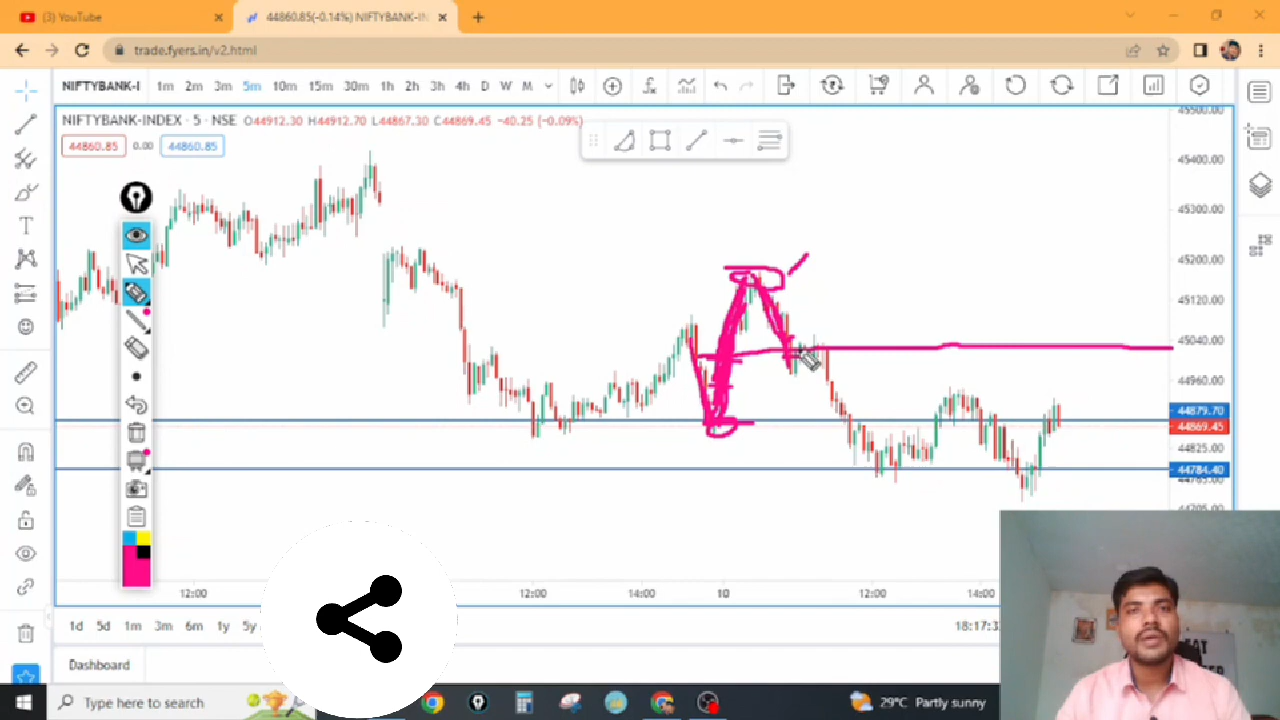 (3) YouTube
44860.85(-0.14%) NIFTYBANK-IN
trade.fyers.in/v2.html
NIFTYBANK-I 1m 2m 3m 5m 10m 15m 30m 1h 2h 3h 4h D W M
NIFTYBANK-INDEX · 5 · NSE O44912.30 H44912.70 L44867.30 C44869.45 -40.25 (-0.09%)
44860.85 0.00 44860.85
45500.00
45400.00
45300.00
45200.00
45120.00
45040.00
44960.00
44879.70
44869.45
44825.00
44784.40
44765.00
44705.00
12:00 12:00 14:00 10 12:00 14:00
1d 5d 1m 3m 6m 1y 5y
Dashboard
Type here to search
29°C Partly sunny